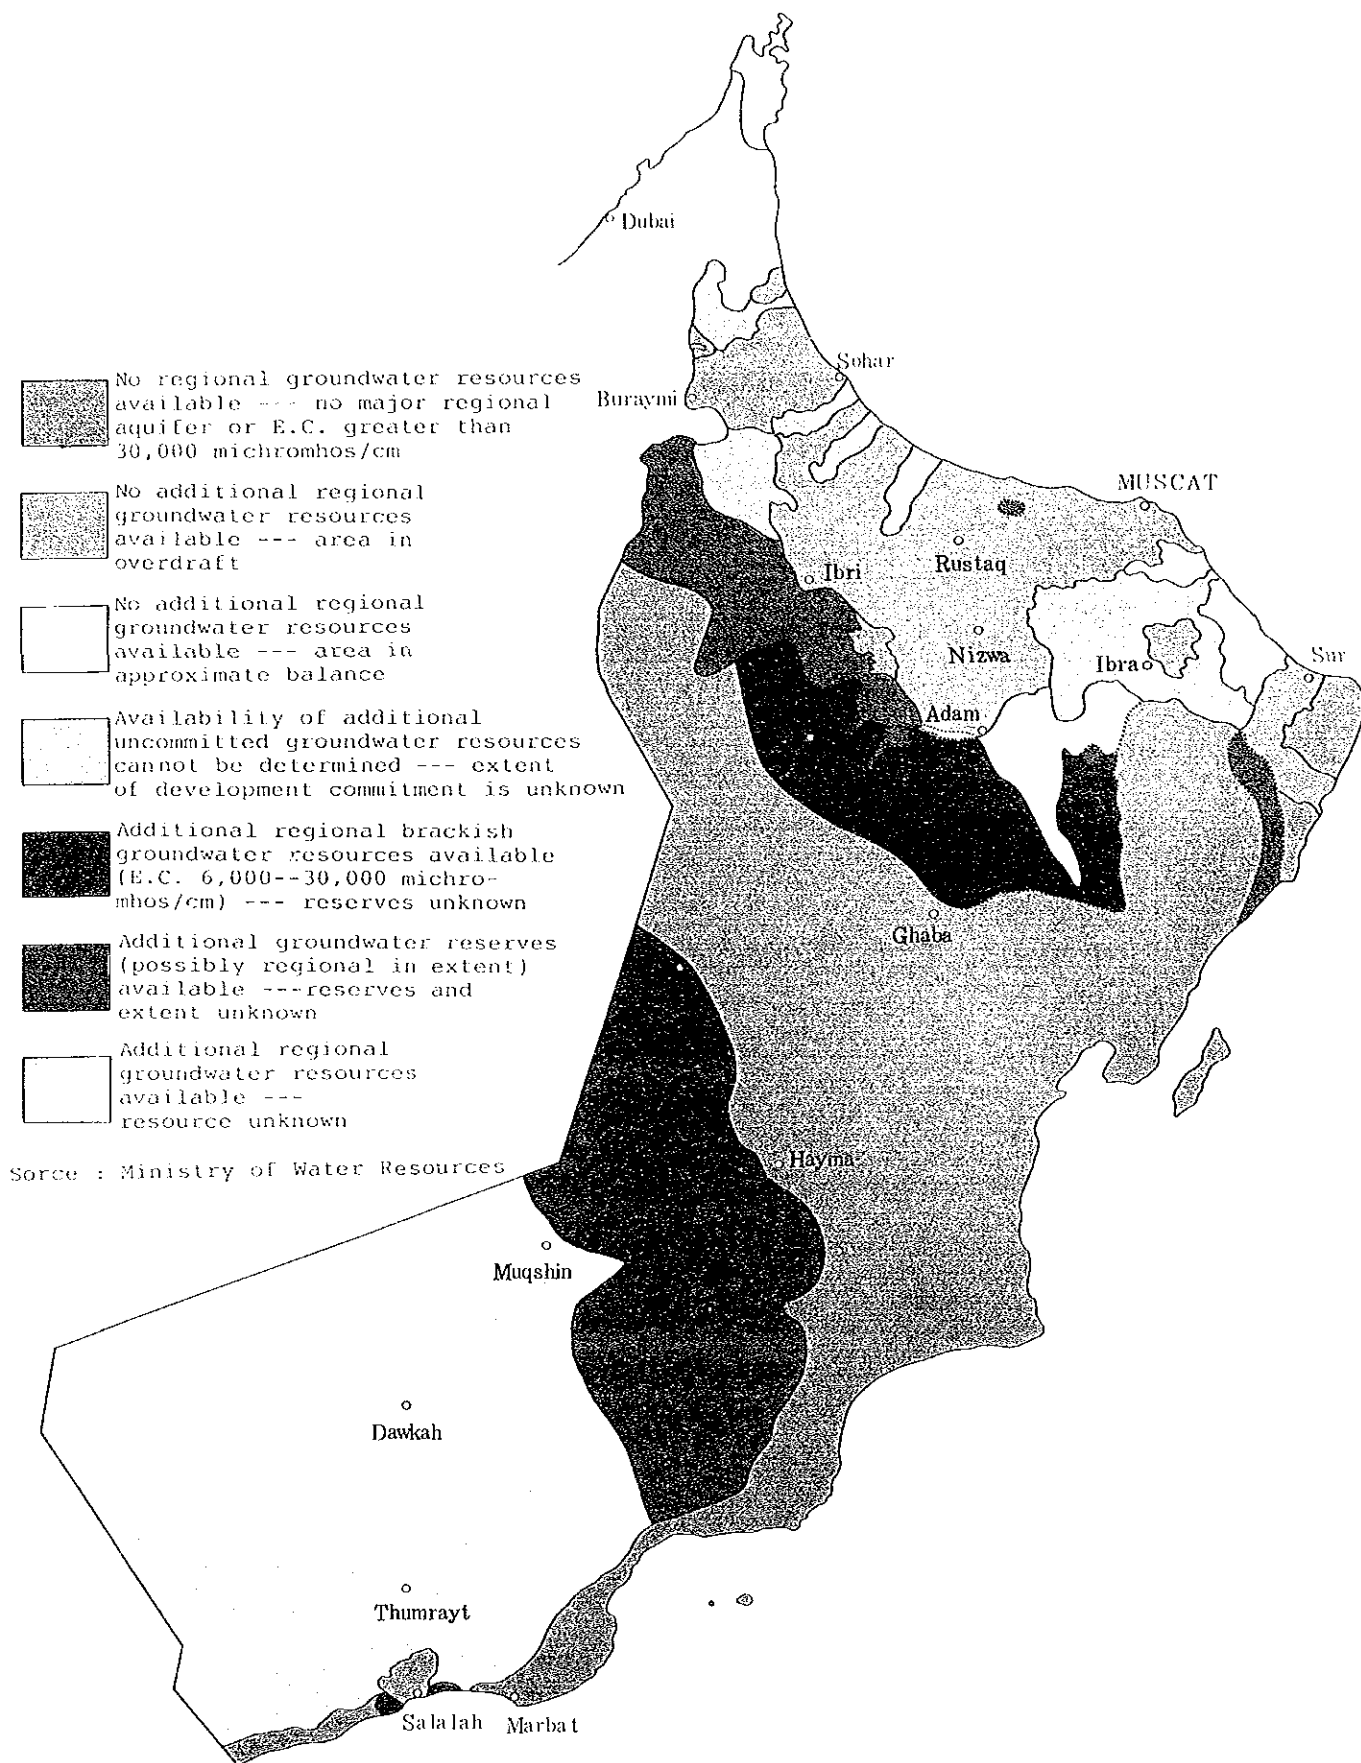 Dubai
Sohar
Buraymi
MUSCAT
Ibri
Rustaq
Nizwa
Ibra
Sur
Adam
Ghaba
Hayma
Muqshin
Dawkah
Thumrayt
Salalah
Marbat
No regional groundwater resources
available --- no major regional
aquifer or E.C. greater than
30,000 michromhos/cm
No additional regional
groundwater resources
available --- area in
overdraft
No additional regional
groundwater resources
available --- area in
approximate balance
Availability of additional
uncommitted groundwater resources
cannot be determined --- extent
of development commitment is unknown
Additional regional brackish
groundwater resources available
(E.C. 6,000--30,000 michro-
mhos/cm) --- reserves unknown
Additional groundwater reserves
(possibly regional in extent)
available ---reserves and
extent unknown
Additional regional
groundwater resources
available ---
resource unknown
Sorce : Ministry of Water Resources